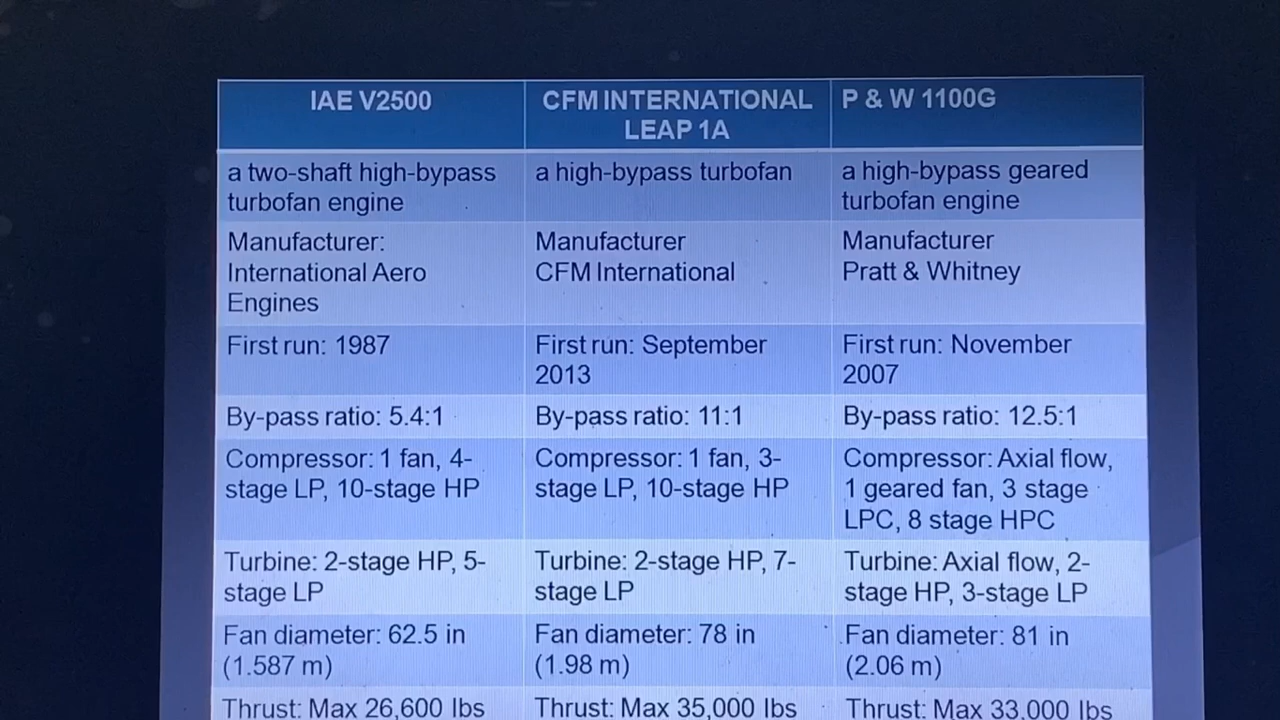 IAE V2500
CFM INTERNATIONAL
LEAP 1A
P & W 1100G
a two-shaft high-bypass
turbofan engine
a high-bypass turbofan
a high-bypass geared
turbofan engine
Manufacturer:
International Aero
Engines
Manufacturer
CFM International
Manufacturer
Pratt & Whitney
First run: 1987
First run: September
2013
First run: November
2007
By-pass ratio: 5.4:1
By-pass ratio: 11:1
By-pass ratio: 12.5:1
Compressor: 1 fan, 4-
stage LP, 10-stage HP
Compressor: 1 fan, 3-
stage LP, 10-stage HP
Compressor: Axial flow,
1 geared fan, 3 stage
LPC, 8 stage HPC
Turbine: 2-stage HP, 5-
stage LP
Turbine: 2-stage HP, 7-
stage LP
Turbine: Axial flow, 2-
stage HP, 3-stage LP
Fan diameter: 62.5 in
(1.587 m)
Fan diameter: 78 in
(1.98 m)
Fan diameter: 81 in
(2.06 m)
Thrust: Max 26,600 lbs
Thrust: Max 35,000 lbs
Thrust: Max 33,000 lbs